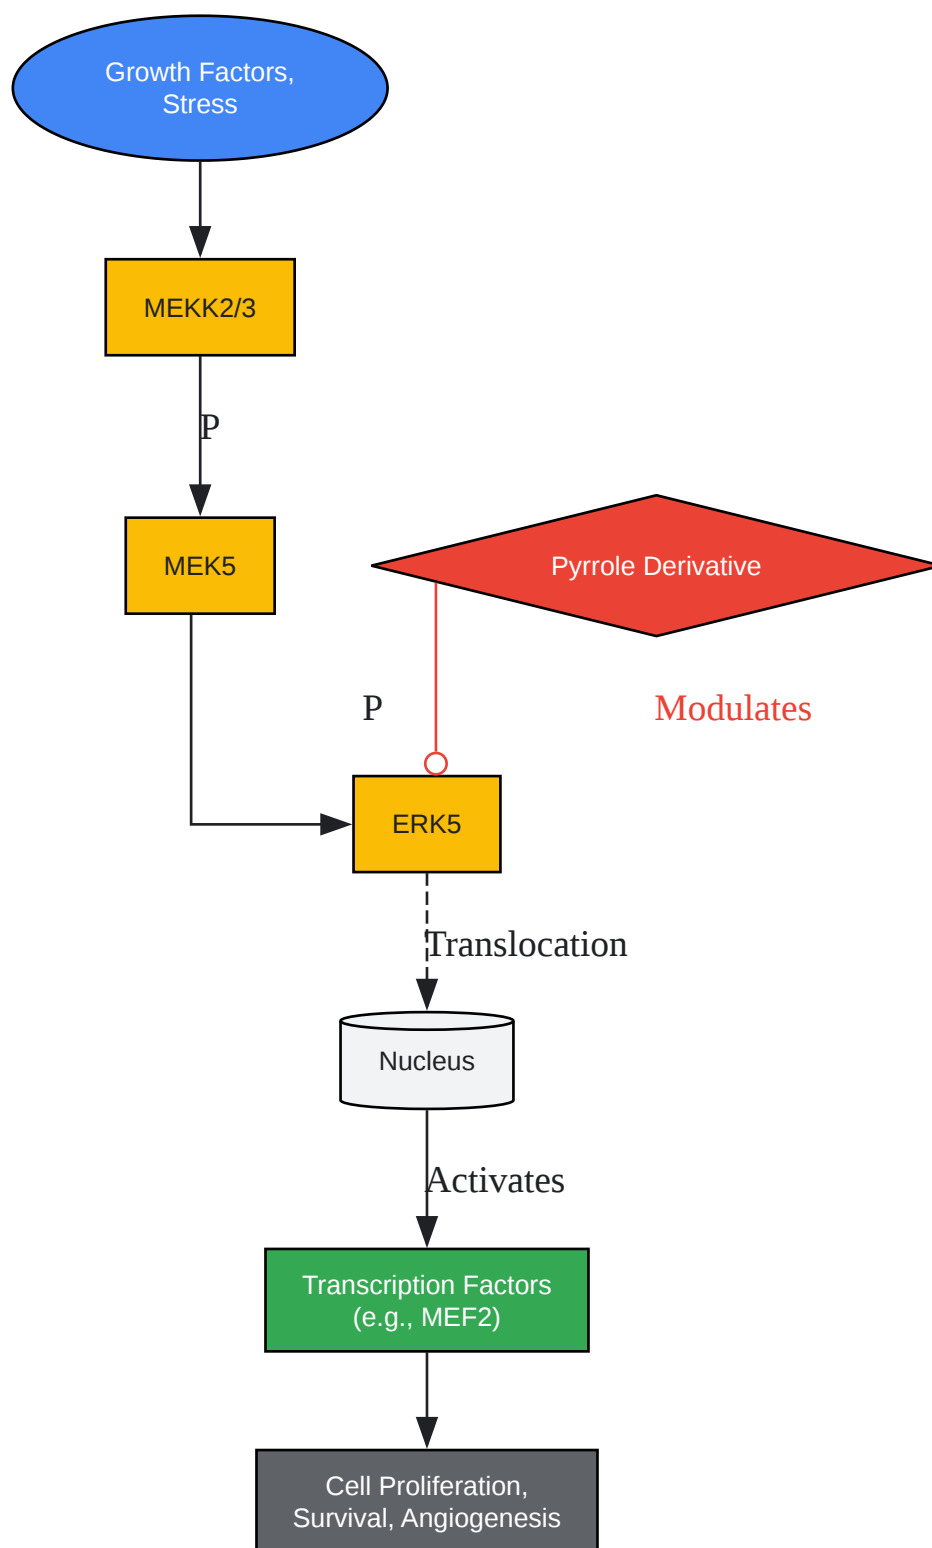 Growth Factors,
Stress
MEKK2/3
P
MEK5
Pyrrole Derivative
P
Modulates
ERK5
Translocation
Nucleus
Activates
Transcription Factors
(e.g., MEF2)
Cell Proliferation,
Survival, Angiogenesis